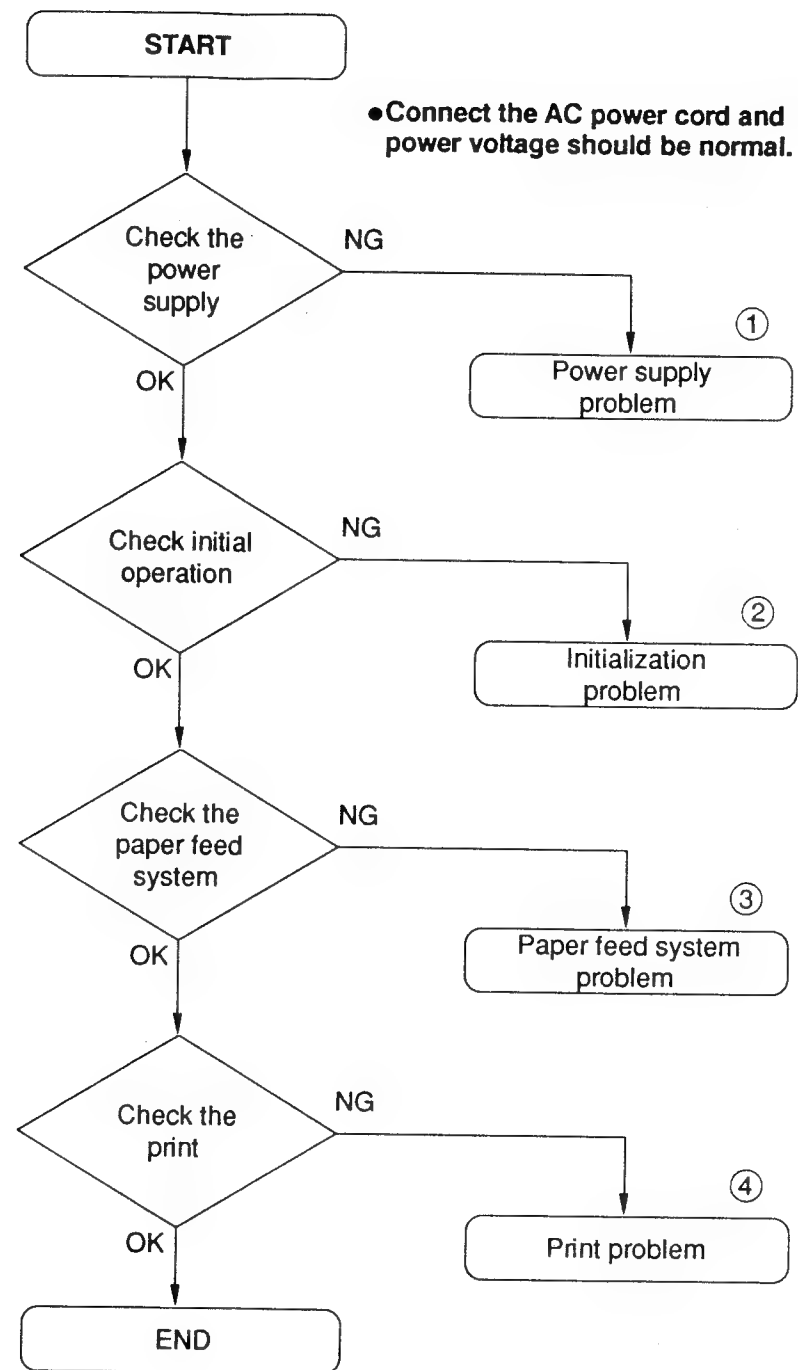 START
●Connect the AC power cord and
power voltage should be normal.
Check the
power
supply
NG
OK
①
Power supply
problem
Check initial
operation
NG
OK
②
Initialization
problem
Check the
paper feed
system
NG
OK
③
Paper feed system
problem
Check the
print
NG
OK
④
Print problem
END